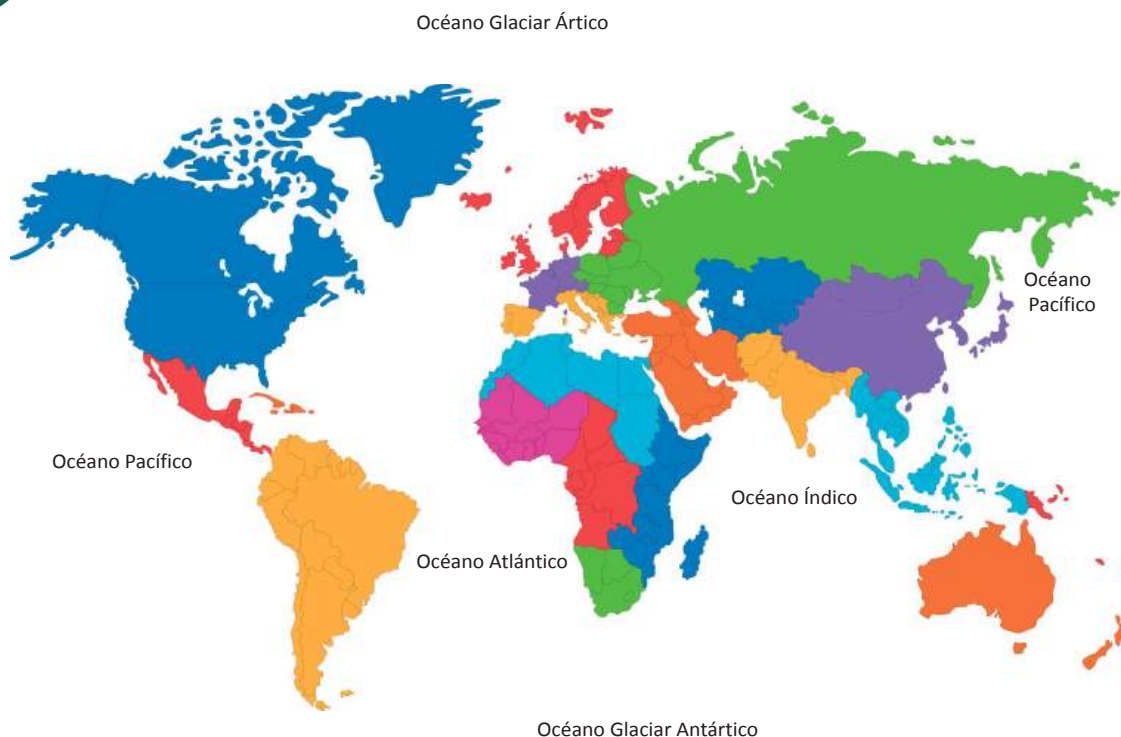 Océano Glaciar Ártico
Océano
Pacífico
Océano Pacífico
Océano Índico
Océano Atlántico
Océano Glaciar Antártico